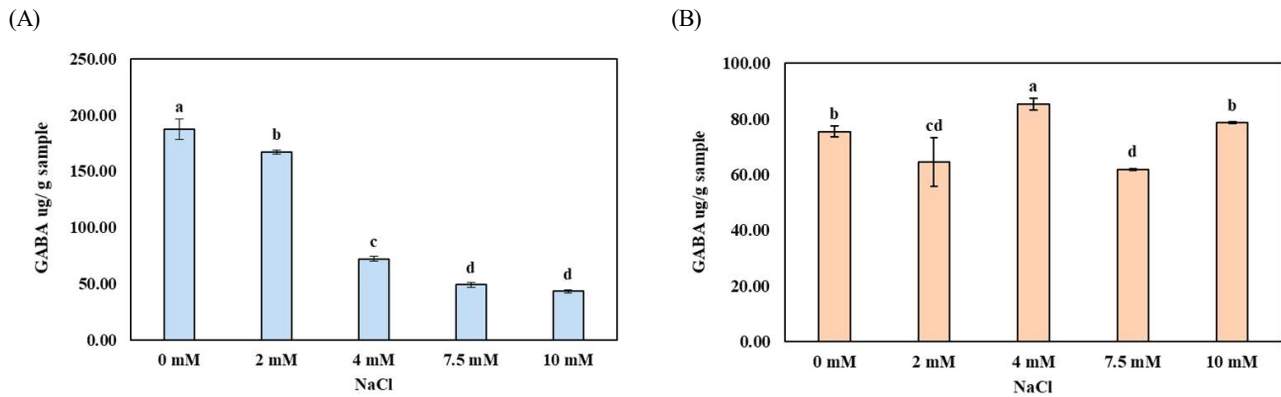 (A)
250.00
200.00
150.00
100.00
50.00
0.00
GABA ug/ g sample
a
b
c
d
d
0 mM 2 mM 4 mM 7.5 mM 10 mM
NaCl
(B)
100.00
80.00
60.00
40.00
20.00
0.00
GABA ug/g sample
b
cd
a
d
b
0 mM 2 mM 4 mM 7.5 mM 10 mM
NaCl